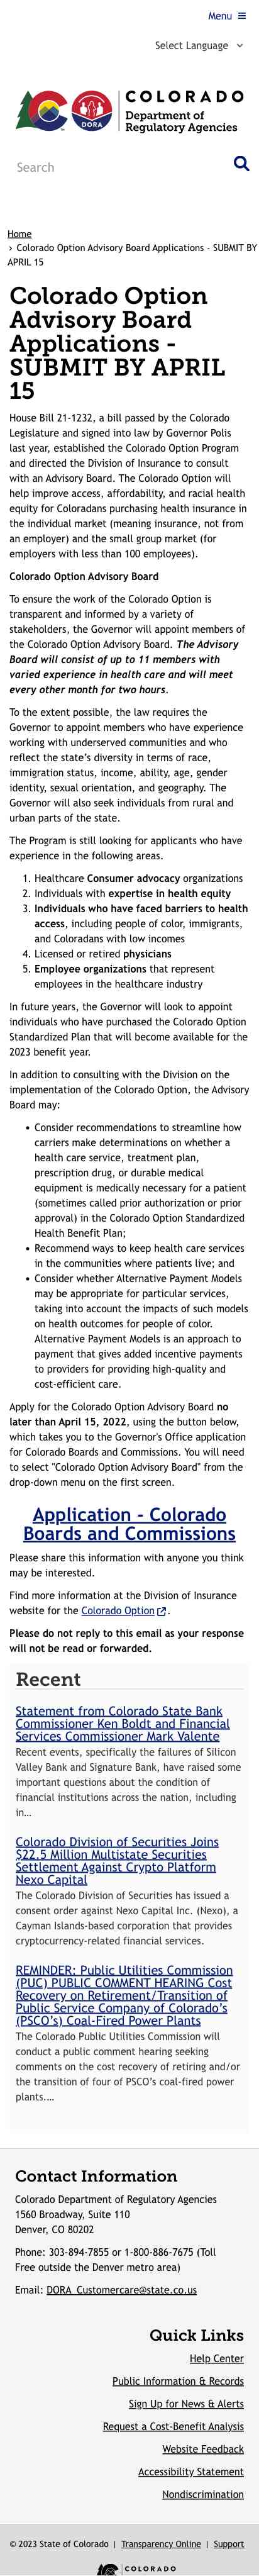 Menu
Select Language
COLORADO
Department of
Regulatory Agencies
DORA
Search
Home
› Colorado Option Advisory Board Applications - SUBMIT BY
APRIL 15
Colorado Option
Advisory Board
Applications -
SUBMIT BY APRIL
15
House Bill 21-1232, a bill passed by the Colorado
Legislature and signed into law by Governor Polis
last year, established the Colorado Option Program
and directed the Division of Insurance to consult
with an Advisory Board. The Colorado Option will
help improve access, affordability, and racial health
equity for Coloradans purchasing health insurance in
the individual market (meaning insurance, not from
an employer) and the small group market (for
employers with less than 100 employees).
Colorado Option Advisory Board
To ensure the work of the Colorado Option is
transparent and informed by a variety of
stakeholders, the Governor will appoint members of
the Colorado Option Advisory Board. The Advisory
Board will consist of up to 11 members with
varied experience in health care and will meet
every other month for two hours.
To the extent possible, the law requires the
Governor to appoint members who have experience
working with underserved communities and who
reflect the state’s diversity in terms of race,
immigration status, income, ability, age, gender
identity, sexual orientation, and geography. The
Governor will also seek individuals from rural and
urban parts of the state.
The Program is still looking for applicants who have
experience in the following areas.
1. Healthcare Consumer advocacy organizations
2. Individuals with expertise in health equity
3. Individuals who have faced barriers to health
access, including people of color, immigrants,
and Coloradans with low incomes
4. Licensed or retired physicians
5. Employee organizations that represent
employees in the healthcare industry
In future years, the Governor will look to appoint
individuals who have purchased the Colorado Option
Standardized Plan that will become available for the
2023 benefit year.
In addition to consulting with the Division on the
implementation of the Colorado Option, the Advisory
Board may:
• Consider recommendations to streamline how
carriers make determinations on whether a
health care service, treatment plan,
prescription drug, or durable medical
equipment is medically necessary for a patient
(sometimes called prior authorization or prior
approval) in the Colorado Option Standardized
Health Benefit Plan;
• Recommend ways to keep health care services
in the communities where patients live; and
• Consider whether Alternative Payment Models
may be appropriate for particular services,
taking into account the impacts of such models
on health outcomes for people of color.
Alternative Payment Models is an approach to
payment that gives added incentive payments
to providers for providing high-quality and
cost-efficient care.
Apply for the Colorado Option Advisory Board no
later than April 15, 2022, using the button below,
which takes you to the Governor's Office application
for Colorado Boards and Commissions. You will need
to select "Colorado Option Advisory Board" from the
drop-down menu on the first screen.
Application - Colorado
Boards and Commissions
Please share this information with anyone you think
may be interested.
Find more information at the Division of Insurance
website for the Colorado Option.
Please do not reply to this email as your response
will not be read or forwarded.
Recent
Statement from Colorado State Bank
Commissioner Ken Boldt and Financial
Services Commissioner Mark Valente
Recent events, specifically the failures of Silicon
Valley Bank and Signature Bank, have raised some
important questions about the condition of
financial institutions across the nation, including
in...
Colorado Division of Securities Joins
$22.5 Million Multistate Securities
Settlement Against Crypto Platform
Nexo Capital
The Colorado Division of Securities has issued a
consent order against Nexo Capital Inc. (Nexo), a
Cayman Islands-based corporation that provides
cryptocurrency-related financial services.
REMINDER: Public Utilities Commission
(PUC) PUBLIC COMMENT HEARING Cost
Recovery on Retirement/Transition of
Public Service Company of Colorado’s
(PSCO’s) Coal-Fired Power Plants
The Colorado Public Utilities Commission will
conduct a public comment hearing seeking
comments on the cost recovery of retiring and/or
the transition of four of PSCO’s coal-fired power
plants....
Contact Information
Colorado Department of Regulatory Agencies
1560 Broadway, Suite 110
Denver, CO 80202
Phone: 303-894-7855 or 1-800-886-7675 (Toll
Free outside the Denver metro area)
Email: DORA_Customercare@state.co.us
Quick Links
Help Center
Public Information & Records
Sign Up for News & Alerts
Request a Cost-Benefit Analysis
Website Feedback
Accessibility Statement
Nondiscrimination
© 2023 State of Colorado | Transparency Online | Support
COLORADO